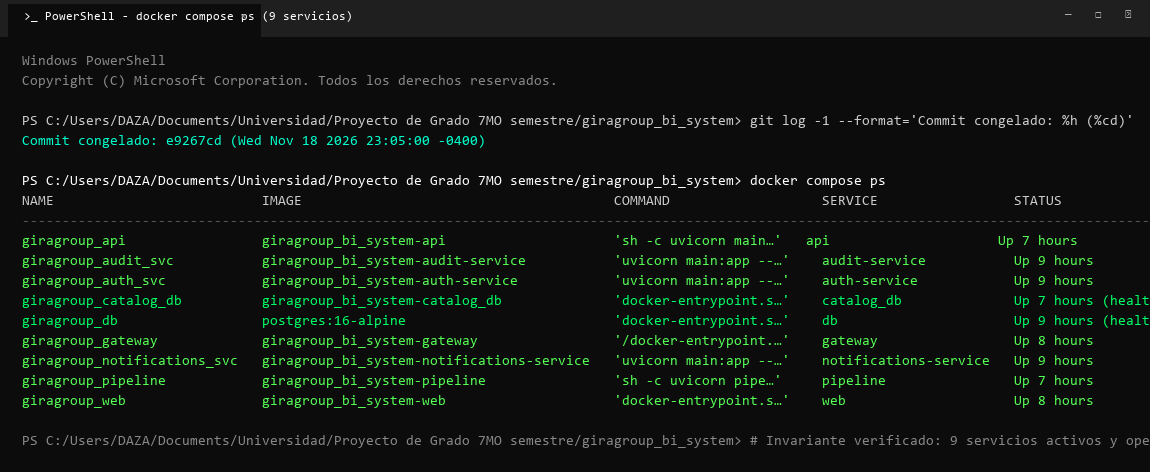 >_ PowerShell - docker compose ps (9 servicios)
Windows PowerShell
Copyright (C) Microsoft Corporation. Todos los derechos reservados.
PS C:/Users/DAZA/Documents/Universidad/Proyecto de Grado 7MO semestre/giragroup_bi_system> git log -1 --format='Commit congelado: %h (%cd)'
Commit congelado: e9267cd (Wed Nov 18 2026 23:05:00 -0400)
PS C:/Users/DAZA/Documents/Universidad/Proyecto de Grado 7MO semestre/giragroup_bi_system> docker compose ps
NAME IMAGE COMMAND SERVICE STATUS
giragroup_api giragroup_bi_system-api 'sh -c uvicorn main…' api Up 7 hours
giragroup_audit_svc giragroup_bi_system-audit-service 'uvicorn main:app --…' audit-service Up 9 hours
giragroup_auth_svc giragroup_bi_system-auth-service 'uvicorn main:app --…' auth-service Up 9 hours
giragroup_catalog_db giragroup_bi_system-catalog_db 'docker-entrypoint.s…' catalog_db Up 7 hours (healt
giragroup_db postgres:16-alpine 'docker-entrypoint.s…' db Up 9 hours (healt
giragroup_gateway giragroup_bi_system-gateway '/docker-entrypoint.…' gateway Up 8 hours
giragroup_notifications_svc giragroup_bi_system-notifications-service 'uvicorn main:app --…' notifications-service Up 9 hours
giragroup_pipeline giragroup_bi_system-pipeline 'sh -c uvicorn pipe…' pipeline Up 7 hours
giragroup_web giragroup_bi_system-web 'docker-entrypoint.s…' web Up 8 hours
PS C:/Users/DAZA/Documents/Universidad/Proyecto de Grado 7MO semestre/giragroup_bi_system> # Invariante verificado: 9 servicios activos y ope